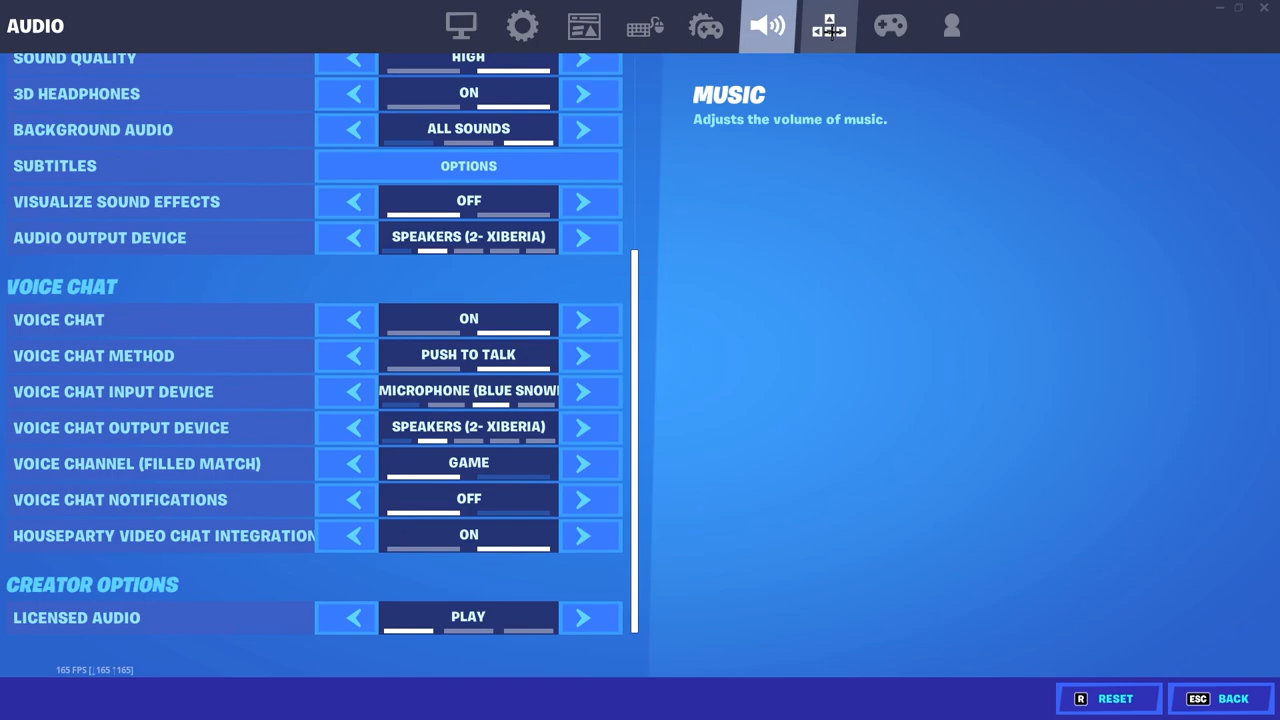 AUDIO
SOUND QUALITY HIGH
3D HEADPHONES ON
BACKGROUND AUDIO ALL SOUNDS
SUBTITLES OPTIONS
VISUALIZE SOUND EFFECTS OFF
AUDIO OUTPUT DEVICE SPEAKERS (2- XIBERIA)
VOICE CHAT
VOICE CHAT ON
VOICE CHAT METHOD PUSH TO TALK
VOICE CHAT INPUT DEVICE MICROPHONE (BLUE SNOW
VOICE CHAT OUTPUT DEVICE SPEAKERS (2- XIBERIA)
VOICE CHANNEL (FILLED MATCH) GAME
VOICE CHAT NOTIFICATIONS OFF
HOUSEPARTY VIDEO CHAT INTEGRATION ON
CREATOR OPTIONS
LICENSED AUDIO PLAY
MUSIC
Adjusts the volume of music.
165 FPS [↓165 ↑165]
R RESET
ESC BACK